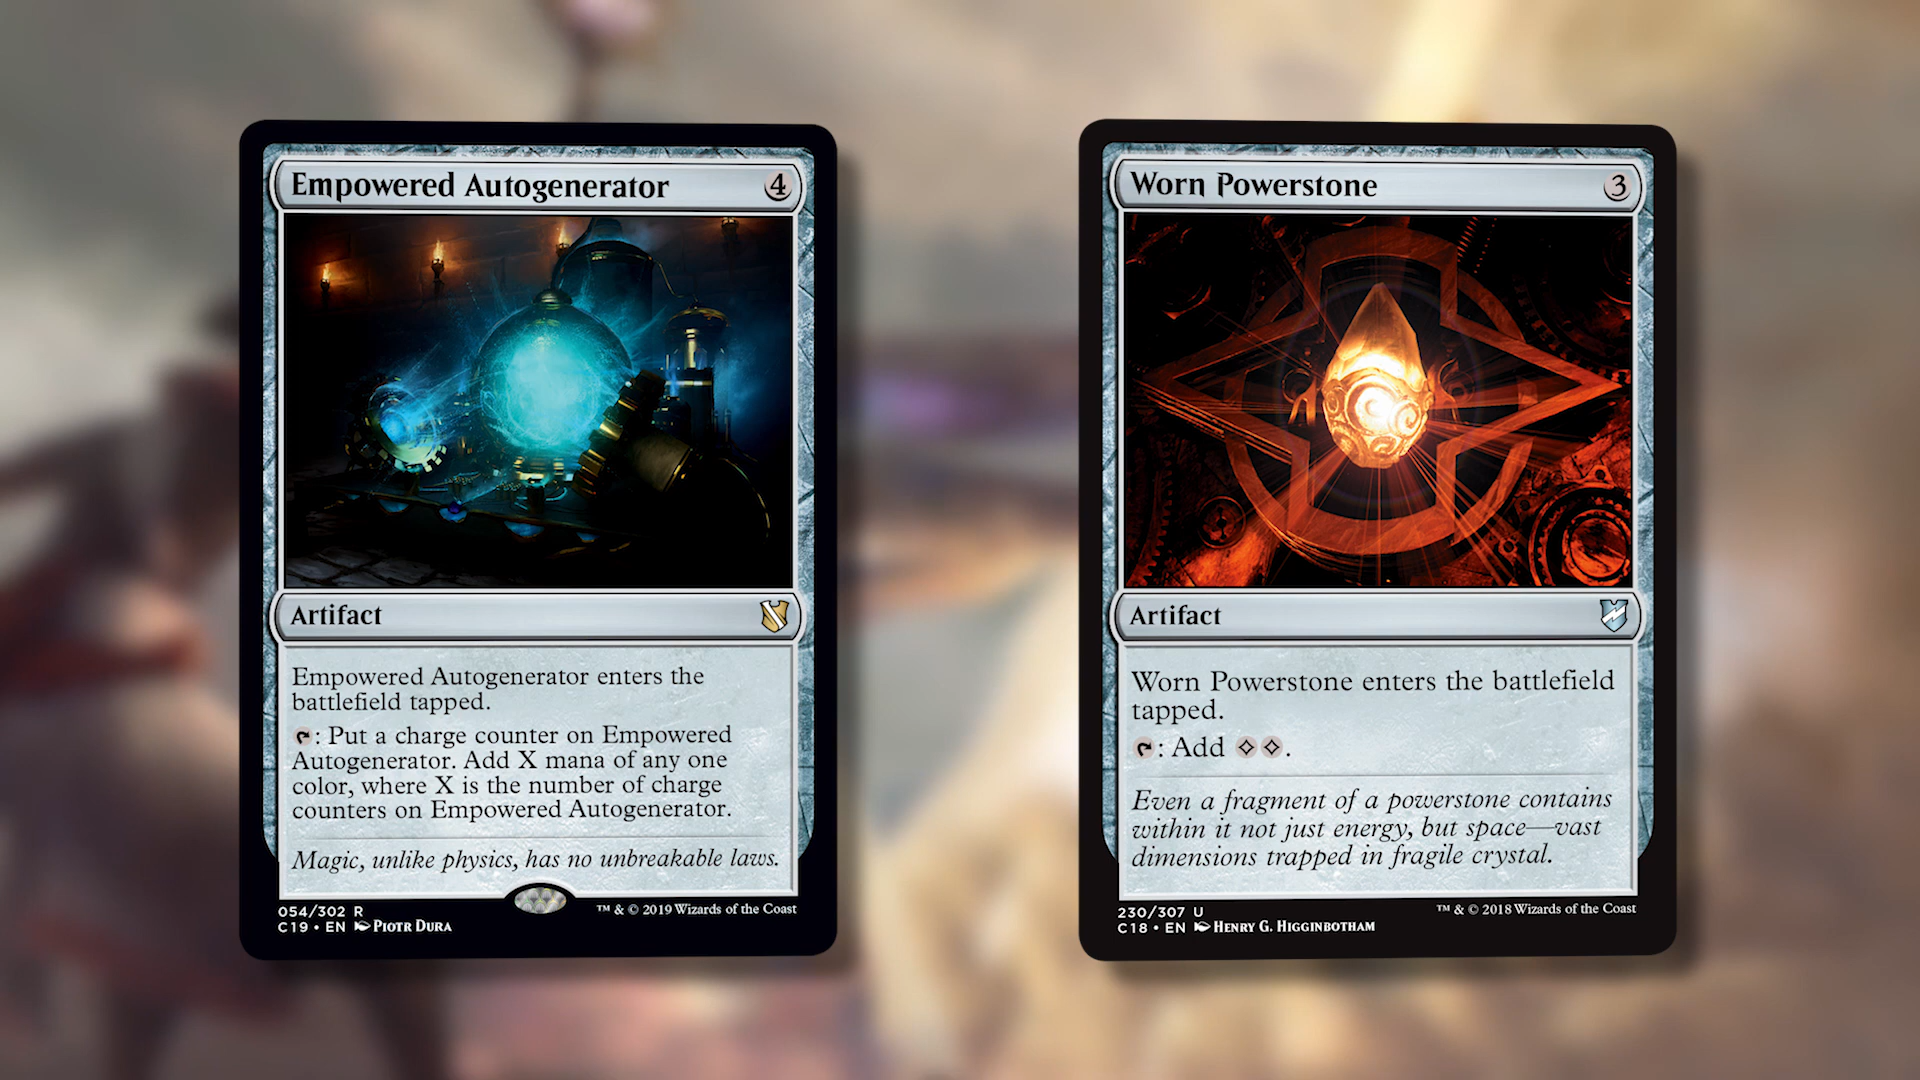 Empowered Autogenerator 4
Artifact
Empowered Autogenerator enters the
battlefield tapped.
: Put a charge counter on Empowered
Autogenerator. Add X mana of any one
color, where X is the number of charge
counters on Empowered Autogenerator.
Magic, unlike physics, has no unbreakable laws.
054/302 R
C19 • EN Piotr Dura
™ & © 2019 Wizards of the Coast
Worn Powerstone 3
Artifact
Worn Powerstone enters the battlefield
tapped.
: Add .
Even a fragment of a powerstone contains
within it not just energy, but space—vast
dimensions trapped in fragile crystal.
230/307 U
C18 • EN Henry G. Higginbotham
™ & © 2018 Wizards of the Coast